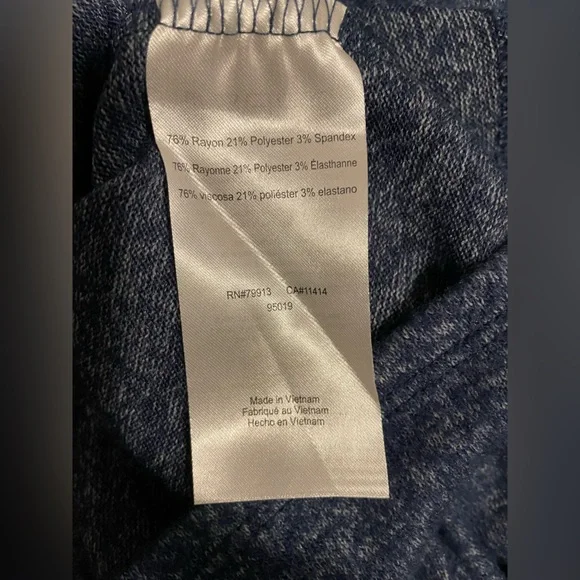 76% Rayon 21% Polyester 3% Spandex
76% Rayonne 21% Polyester 3% Élasthanne
76% viscosa 21% poliéster 3% elastano
RN#79913 CA#11414
95019
Made in Vietnam
Fabriqué au Vietnam
Hecho en Vietnam